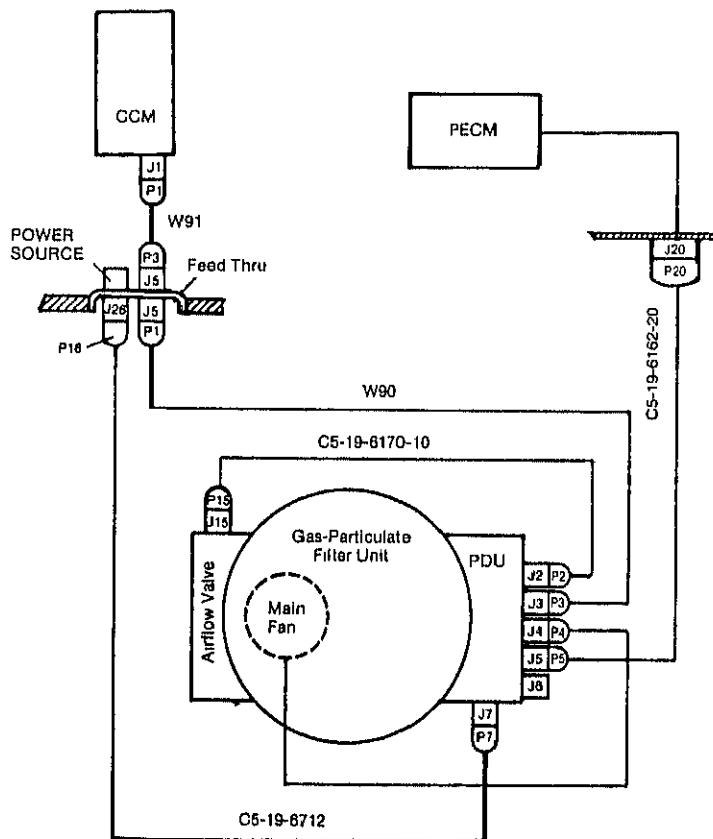 CCM
PECM
J1
P1
W91
POWER
SOURCE
P3
J5
Feed Thru
J26
J5
P16
P1
J20
P20
C5-19-6162-20
W90
C5-19-6170-10
P15
J15
Gas-Particulate
Filter Unit
PDU
Airflow Valve
Main
Fan
J2 P2
J3 P3
J4 P4
J5 P5
J6
J7
P7
C5-19-6712